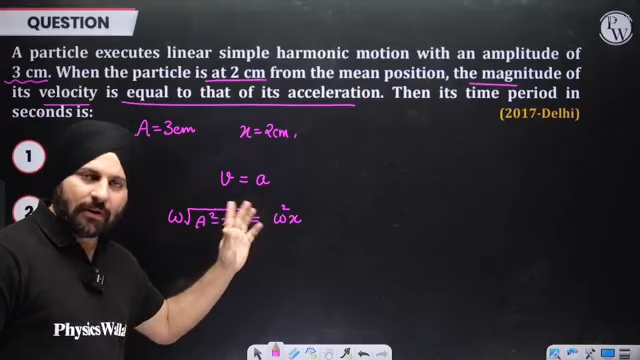 QUESTION
A particle executes linear simple harmonic motion with an amplitude of
3 cm. When the particle is at 2 cm from the mean position, the magnitude of
its velocity is equal to that of its acceleration. Then its time period in
seconds is:
(2017-Delhi)
A=3cm x=2cm,
1
v = a
2
ω√A²- = ω²x
PhysicsWalla